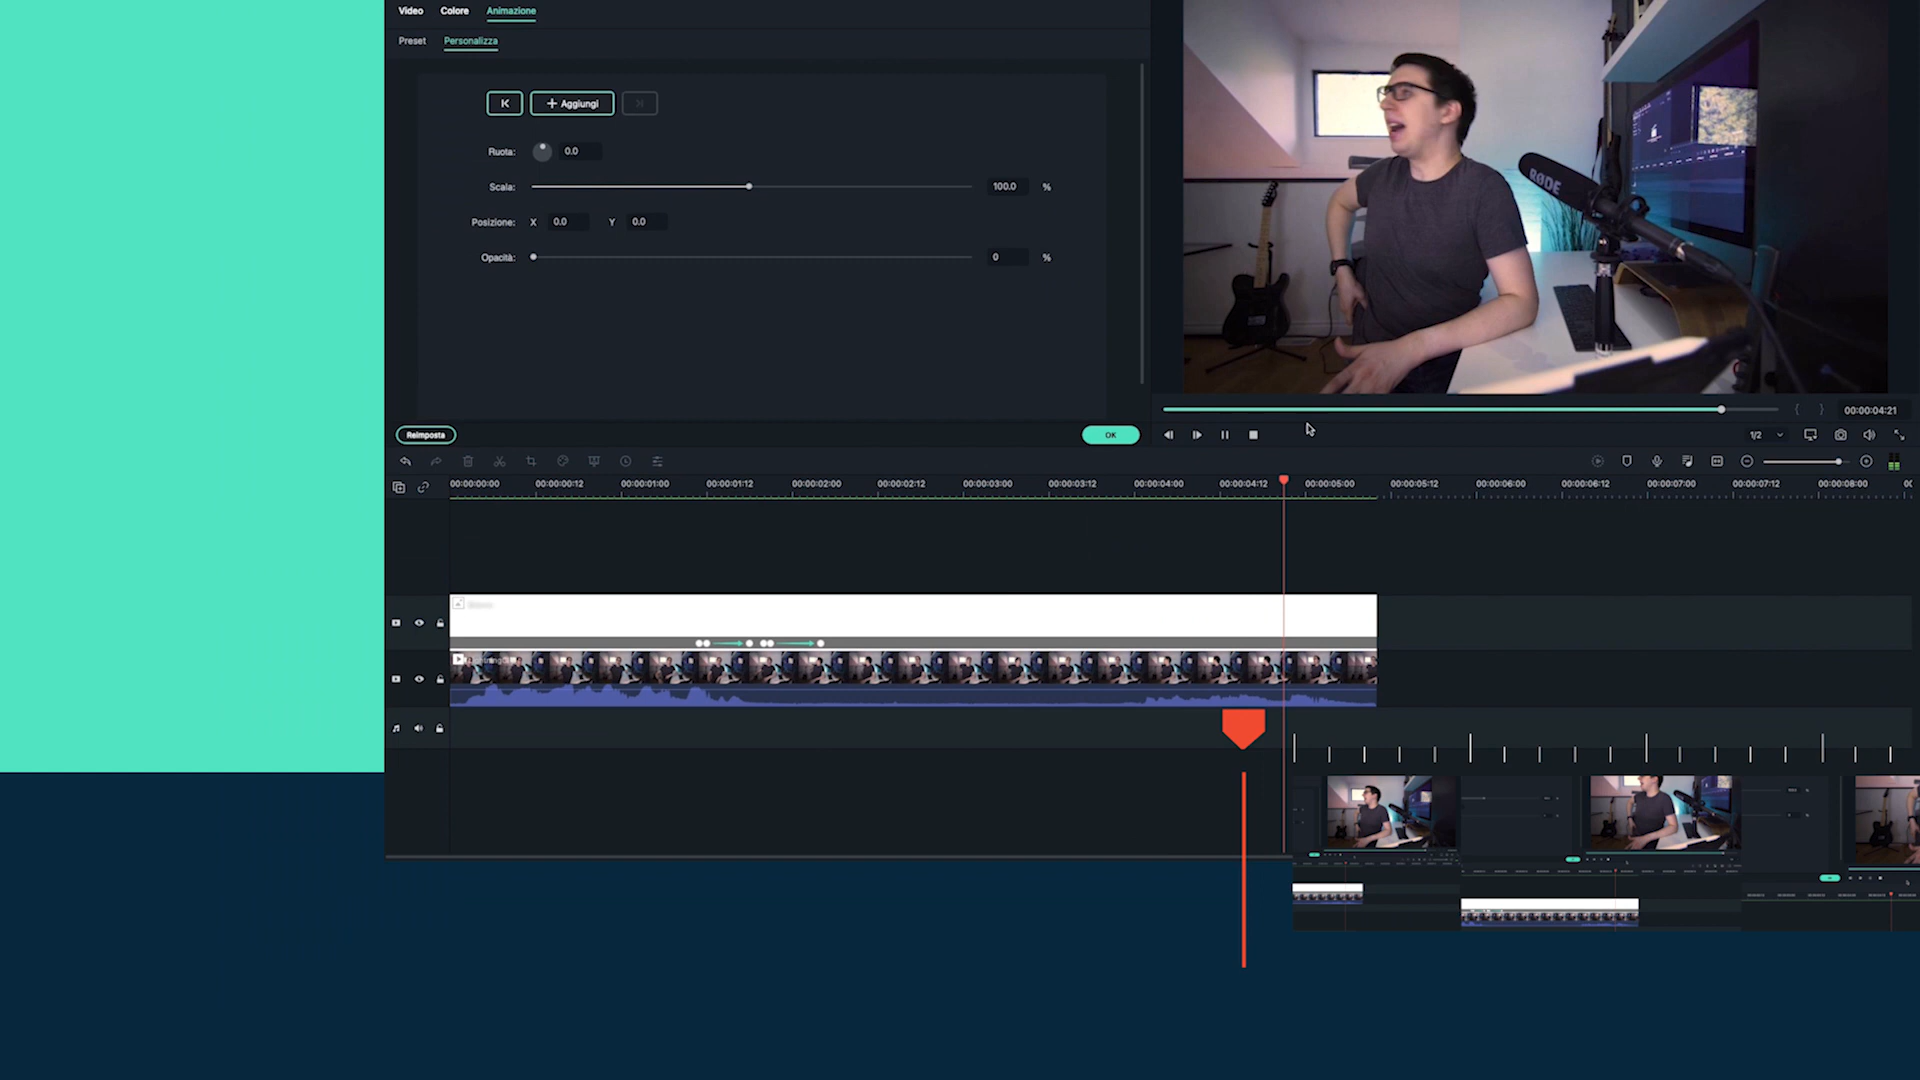 Video Colore Animazione
Preset Personalizza
Aggiungi
Ruota: 0.0
Scala: 100.0 %
Posizione: X 0.0 Y 0.0
Opacità: 0 %
RØDE
00:00:04:21
Reimposta OK
1/2
00:00:00:00 00:00:00:12 00:00:01:00 00:00:01:12 00:00:02:00 00:00:02:12 00:00:03:00 00:00:03:12 00:00:04:00 00:00:04:12 00:00:05:00 00:00:05:12 00:00:06:00 00:00:06:12 00:00:07:00 00:00:07:12 00:00:08:00